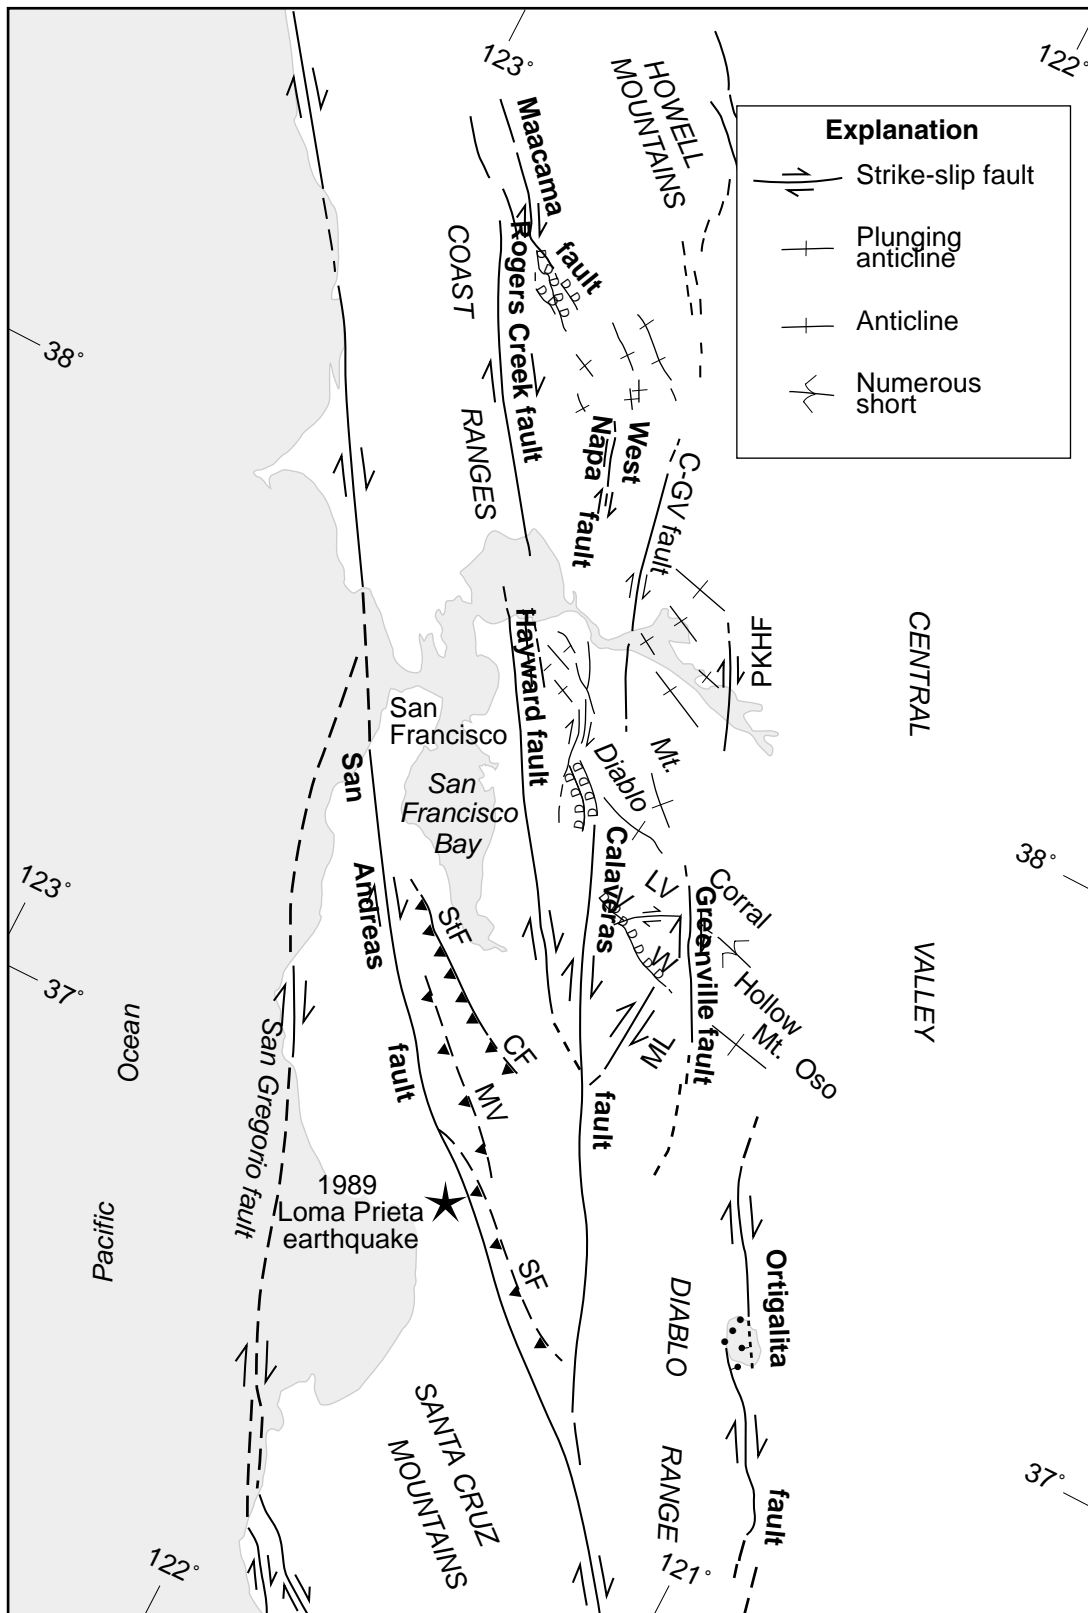 123°
122°
HOWELL
MOUNTAINS
Explanation
Strike-slip fault
Plunging
anticline
Anticline
Numerous
short
Maacama
fault
Rogers Creek fault
COAST
RANGES
38°
West
Napa fault
C-GV fault
PKHF
CENTRAL
VALLEY
Hayward fault
San
Francisco
San
Francisco
Bay
Mt.
Diablo
San
Andreas
fault
Calaveras
fault
StF
CF
MV
SF
LV
V
W
ML
Greenville fault
Corral
Hollow
Mt. Oso
38°
123°
37°
Pacific
Ocean
San Gregorio fault
1989
Loma Prieta
earthquake
DIABLO
RANGE
Ortigalita
fault
SANTA CRUZ
MOUNTAINS
37°
122°
121°